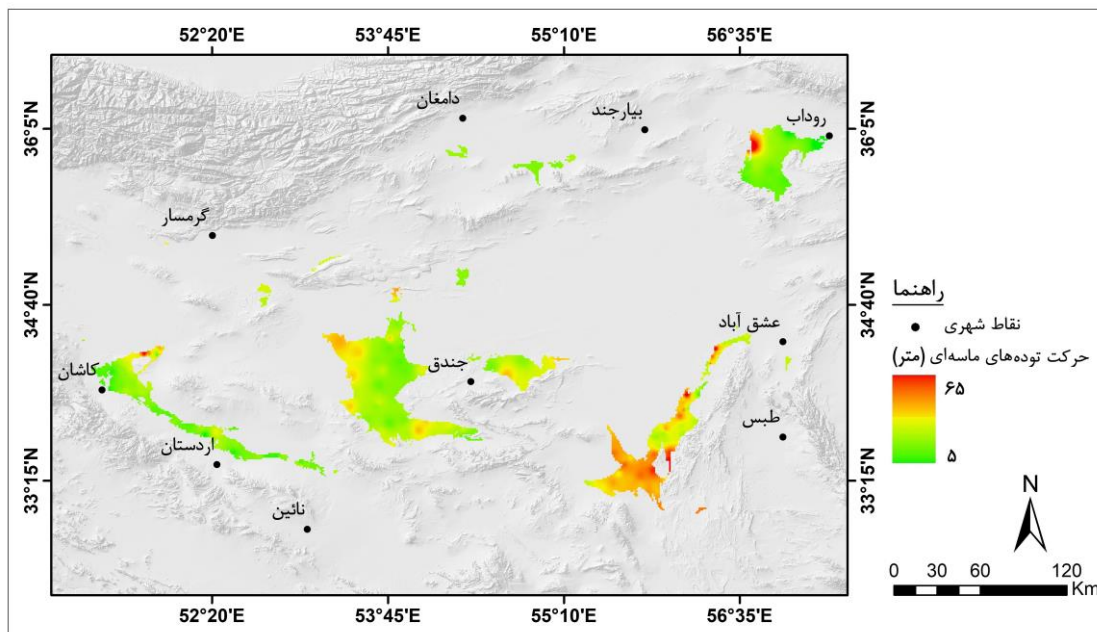 52°20'E 53°45'E 55°10'E 56°35'E
36°5'N 36°5'N
دامغان
بیارجند
روداب
گرمسار
34°40'N 34°40'N
عشق آباد
جندق
کاشان
طبس
اردستان
33°15'N 33°15'N
نائین
52°20'E 53°45'E 55°10'E 56°35'E
راهنما
نقاط شهری
حرکت توده‌های ماسه‌ای (متر)
۶۵
۵
N
0 30 60 120
Km